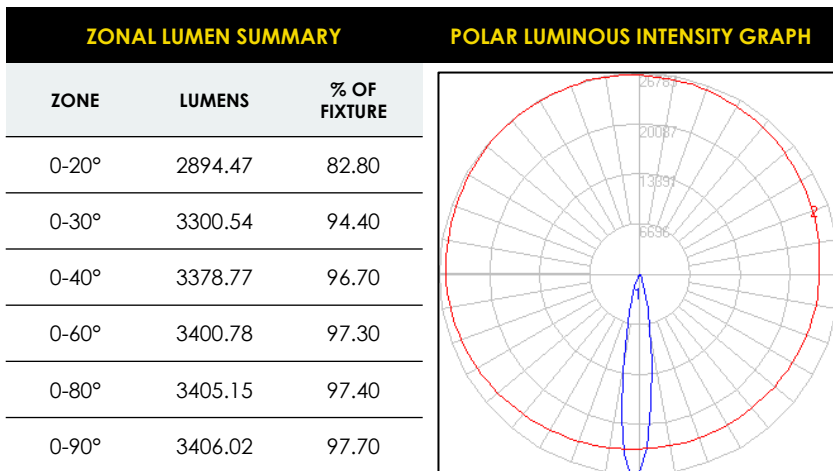 ZONAL LUMEN SUMMARY
POLAR LUMINOUS INTENSITY GRAPH
ZONE LUMENS % OF FIXTURE
0-20° 2894.47 82.80
0-30° 3300.54 94.40
0-40° 3378.77 96.70
0-60° 3400.78 97.30
0-80° 3405.15 97.40
0-90° 3406.02 97.70
26783
20087
13391
6696
2
1